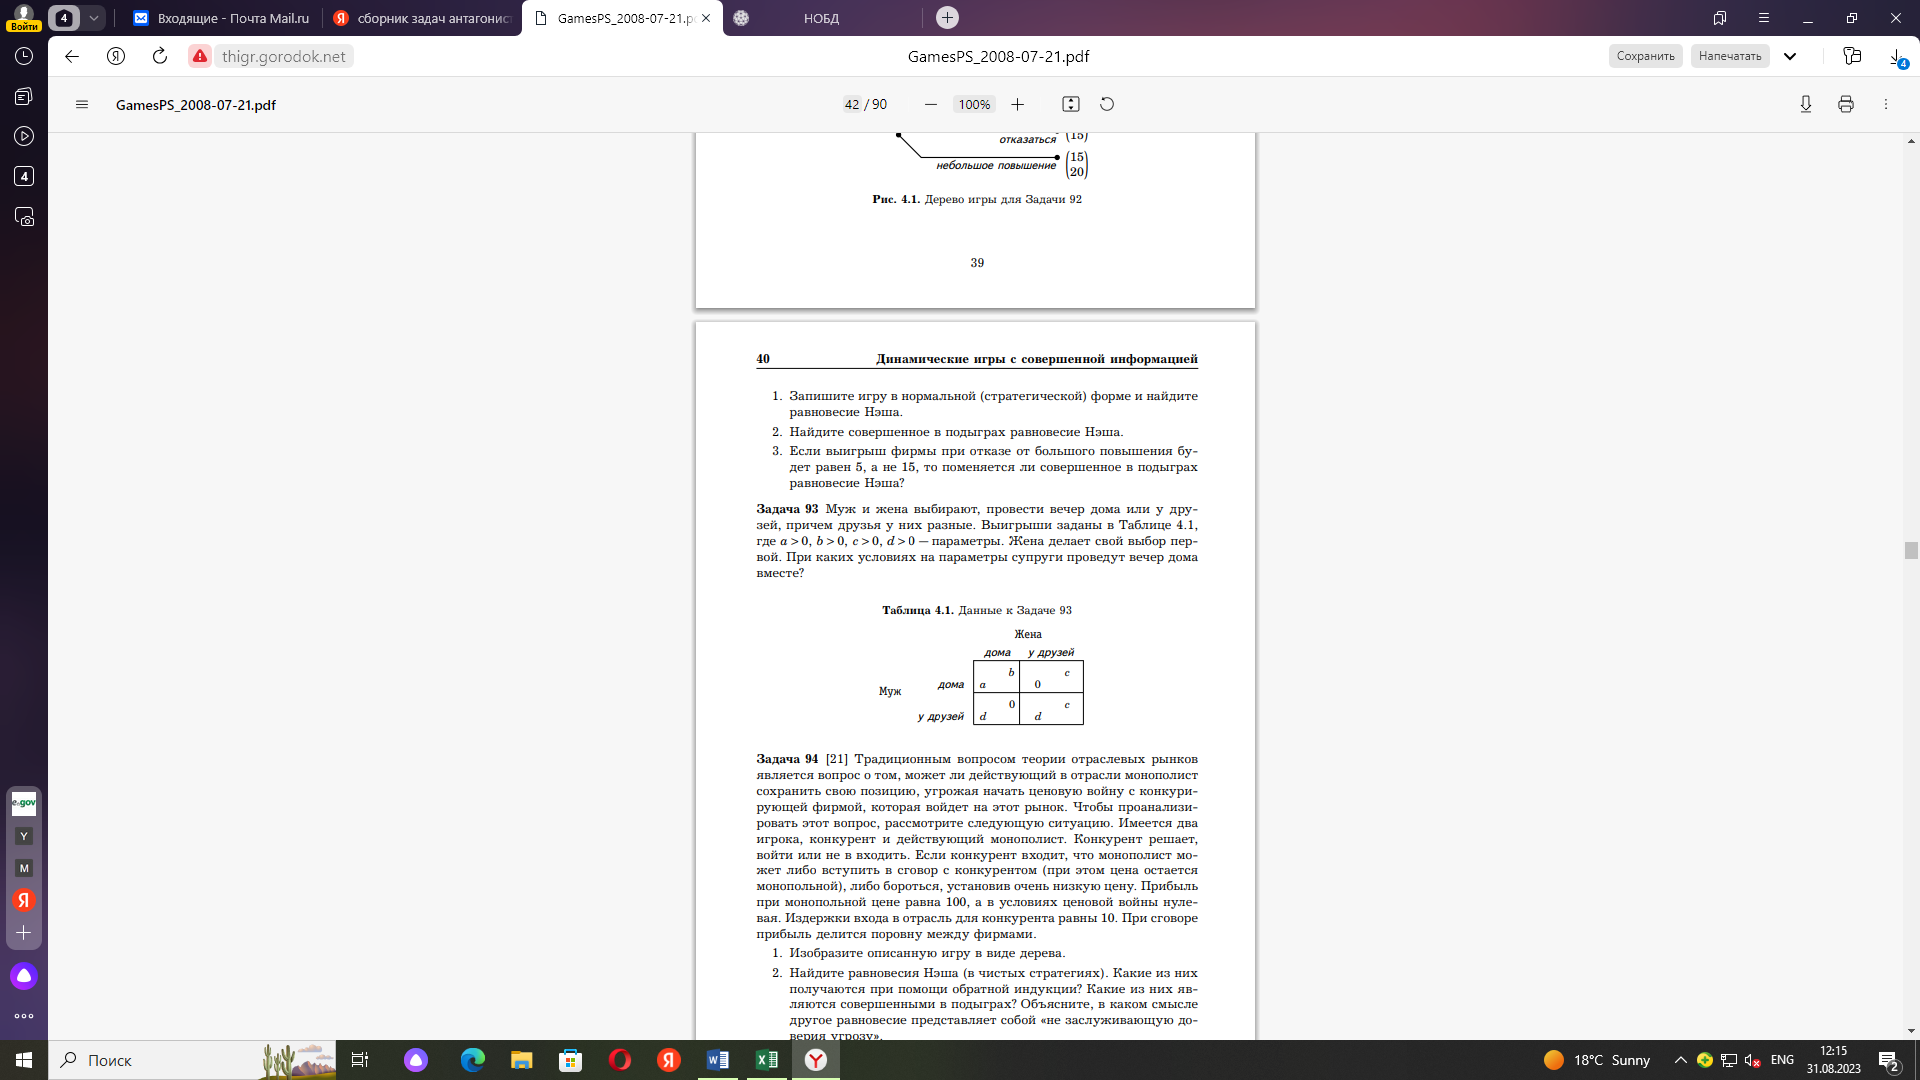 Войти
4
Входящие - Почта Mail.ru
сборник задач антагонист
GamesPS_2008-07-21.p
НОБД
thigr.gorodok.net
GamesPS_2008-07-21.pdf
Сохранить
Напечатать
4
GamesPS_2008-07-21.pdf
42 / 90
100%
4
отказаться
(15)
небольшое повышение
(15
20)
Рис. 4.1. Дерево игры для Задачи 92
39
40 Динамические игры с совершенной информацией
1. Запишите игру в нормальной (стратегической) форме и найдите
равновесие Нэша.
2. Найдите совершенное в подыграх равновесие Нэша.
3. Если выигрыш фирмы при отказе от большого повышения бу-
дет равен 5, а не 15, то поменяется ли совершенное в подыграх
равновесие Нэша?
Задача 93 Муж и жена выбирают, провести вечер дома или у дру-
зей, причем друзья у них разные. Выигрыши заданы в Таблице 4.1,
где a > 0, b > 0, c > 0, d > 0 — параметры. Жена делает свой выбор пер-
вой. При каких условиях на параметры супруги проведут вечер дома
вместе?
Таблица 4.1. Данные к Задаче 93
Жена
дома у друзей
b c
Муж дома a 0
0 c
у друзей d d
Задача 94 [21] Традиционным вопросом теории отраслевых рынков
является вопрос о том, может ли действующий в отрасли монополист
сохранить свою позицию, угрожая начать ценовую войну с конкури-
рующей фирмой, которая войдет на этот рынок. Чтобы проанализи-
ровать этот вопрос, рассмотрите следующую ситуацию. Имеется два
игрока, конкурент и действующий монополист. Конкурент решает,
войти или не в входить. Если конкурент входит, что монополист мо-
жет либо вступить в сговор с конкурентом (при этом цена остается
монопольной), либо бороться, установив очень низкую цену. Прибыль
при монопольной цене равна 100, а в условиях ценовой войны нуле-
вая. Издержки входа в отрасль для конкурента равны 10. При сговоре
прибыль делится поровну между фирмами.
1. Изобразите описанную игру в виде дерева.
2. Найдите равновесия Нэша (в чистых стратегиях). Какие из них
получаются при помощи обратной индукции? Какие из них яв-
ляются совершенными в подыграх? Объясните, в каком смысле
другое равновесие представляет собой «не заслуживающую до-
верия угрозу».
egov
Y
M
Я
Поиск
18°C Sunny
ENG
12:15
31.08.2023
2